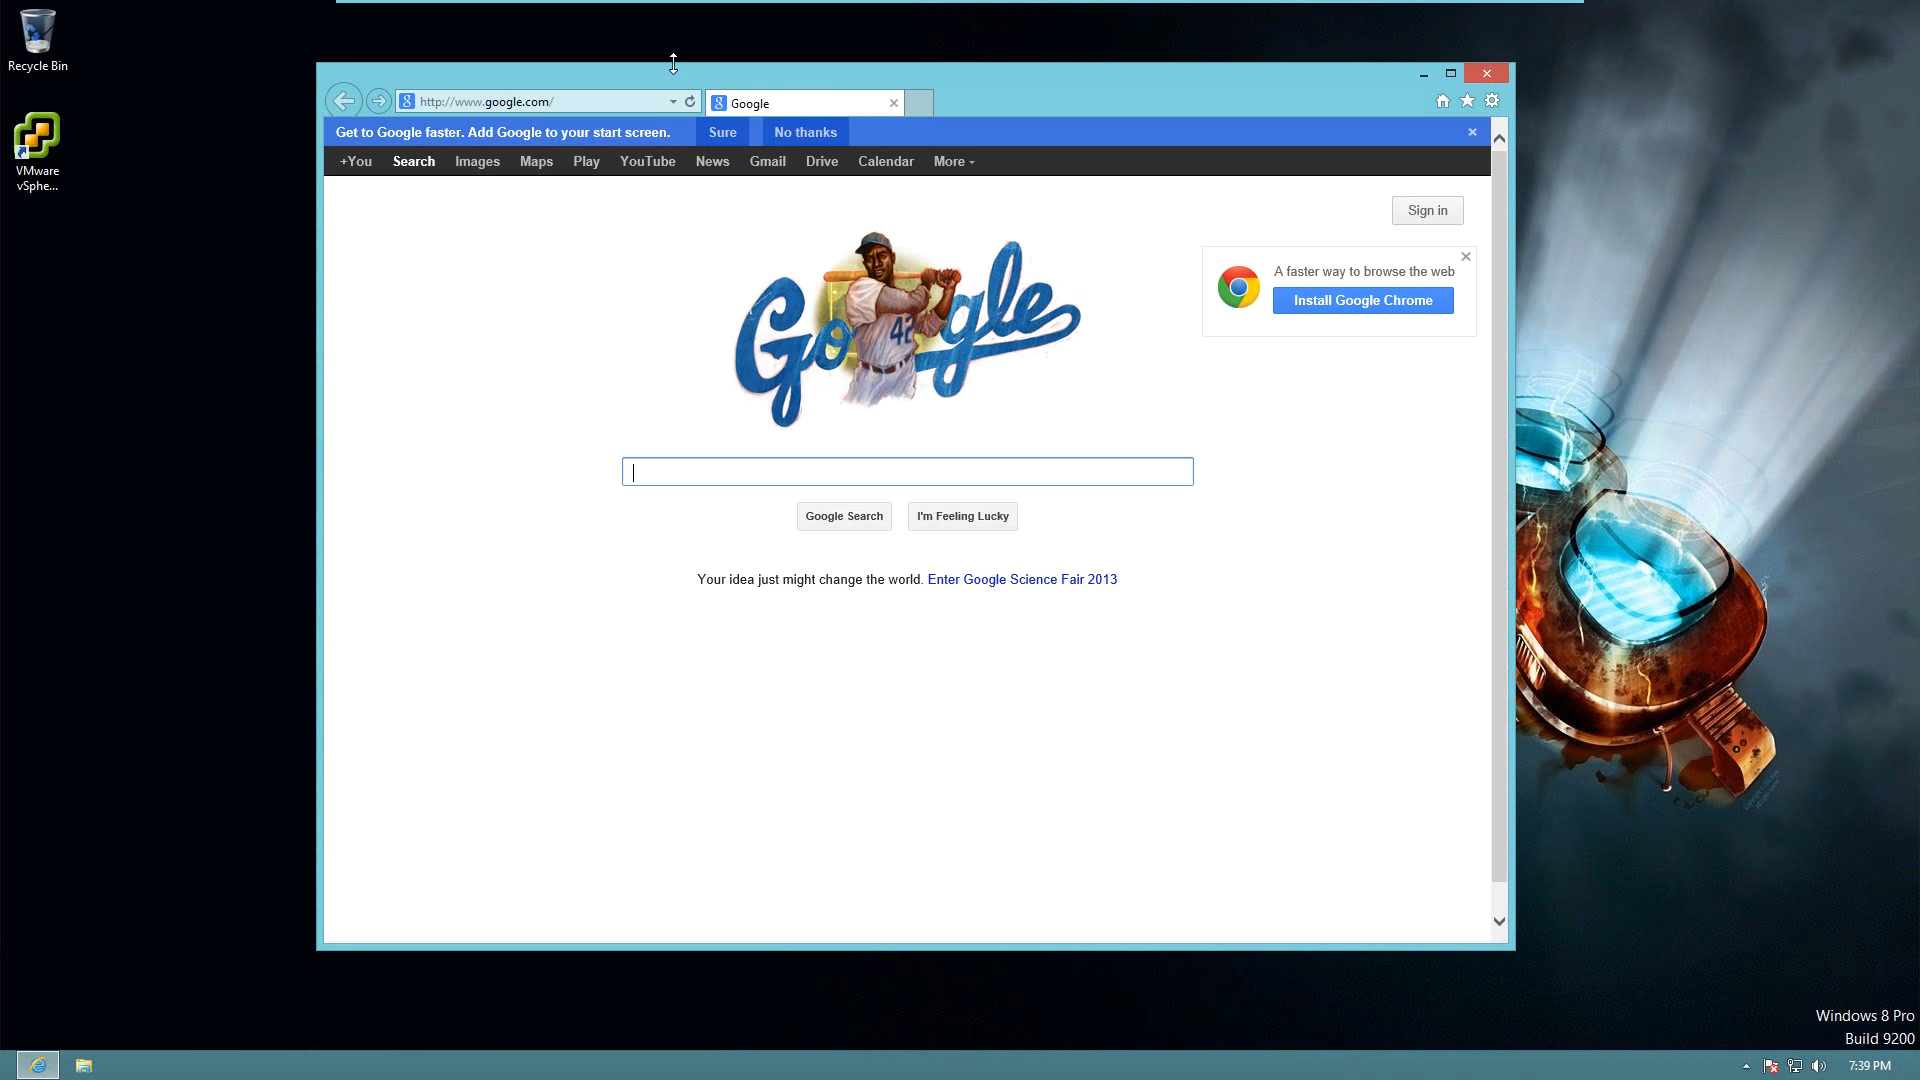 Recycle Bin
VMware
vSphe...
http://www.google.com/
Google
Get to Google faster. Add Google to your start screen.
Sure
No thanks
+You Search Images Maps Play YouTube News Gmail Drive Calendar More
Sign in
Google
42
A faster way to browse the web
Install Google Chrome
Google Search
I'm Feeling Lucky
Your idea just might change the world. Enter Google Science Fair 2013
Windows 8 Pro
Build 9200
7:39 PM